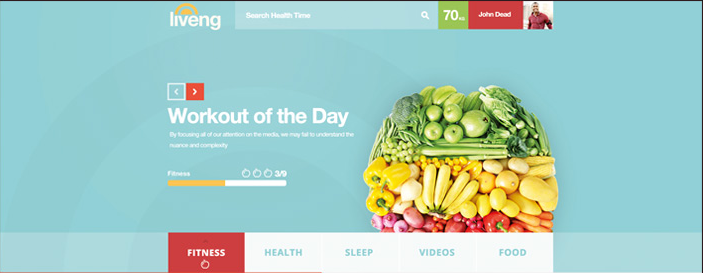 liveng
Search Health Time
70
John Dead
Workout of the Day
By focusing all of our attention on the media, we may fail to understand the
nuance and complexity
Fitness
3/9
FITNESS
HEALTH
SLEEP
VIDEOS
FOOD